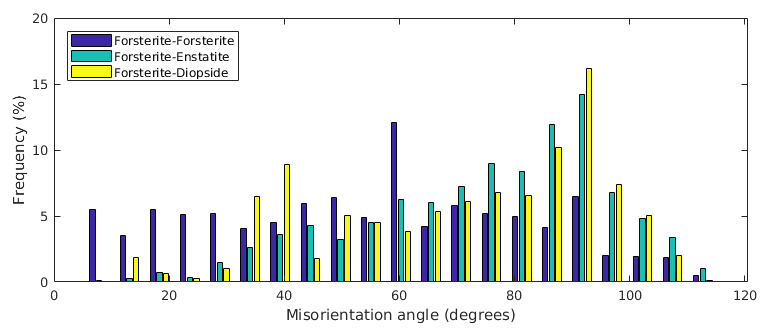 20
15
10
5
0
Frequency (%)
Forsterite-Forsterite
Forsterite-Enstatite
Forsterite-Diopside
0 20 40 60 80 100 120
Misorientation angle (degrees)